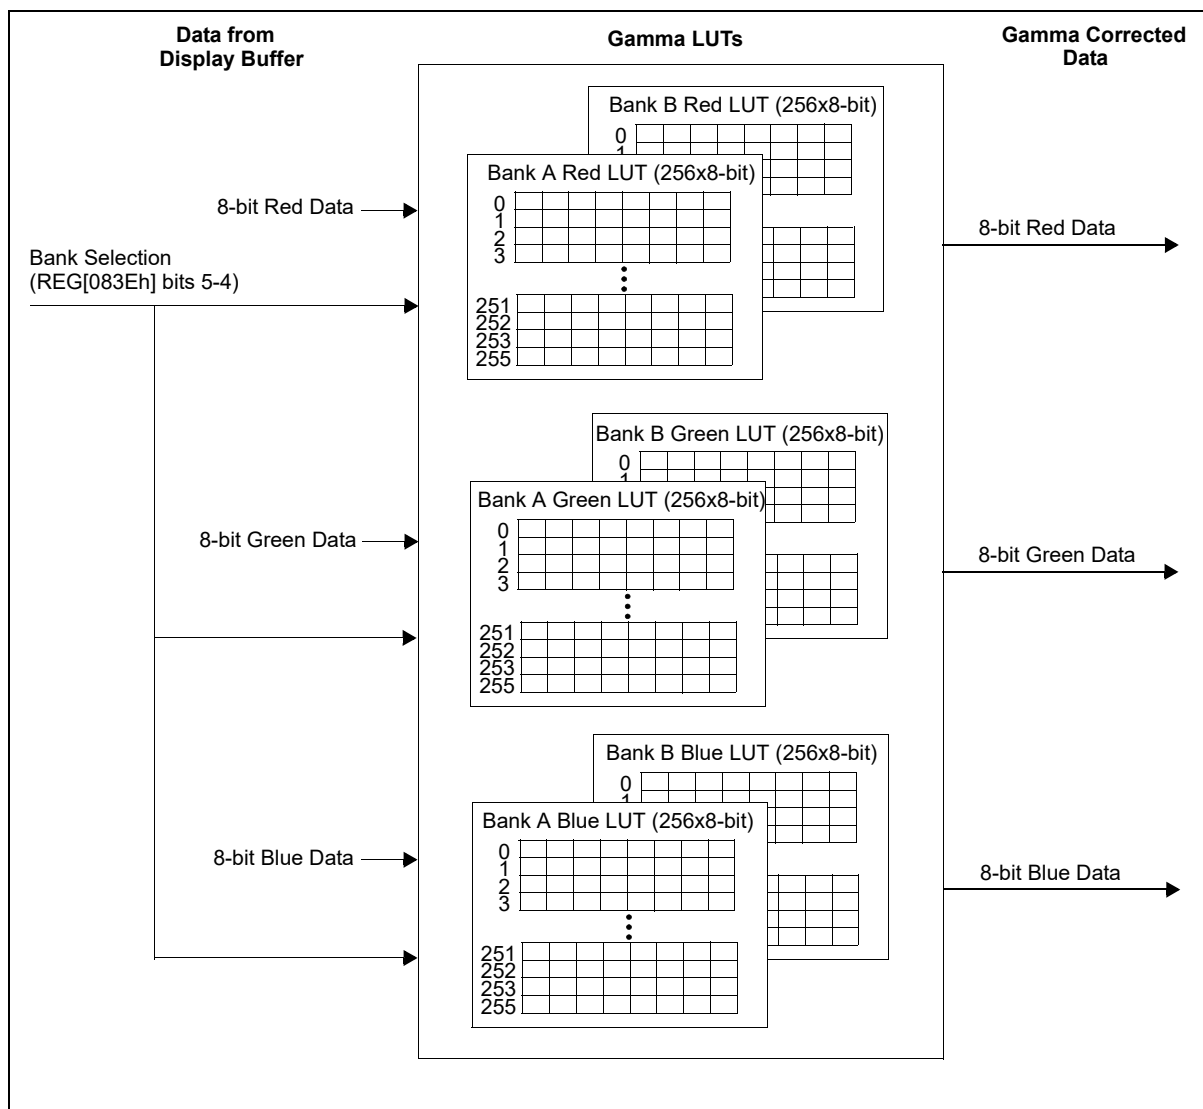 Data from
Display Buffer
Gamma LUTs
Gamma Corrected
Data
Bank B Red LUT (256x8-bit)
0
1
Bank A Red LUT (256x8-bit)
0
1
2
3
251
252
253
255
8-bit Red Data
8-bit Red Data
Bank Selection
(REG[083Eh] bits 5-4)
Bank B Green LUT (256x8-bit)
0
1
Bank A Green LUT (256x8-bit)
0
1
2
3
251
252
253
255
8-bit Green Data
8-bit Green Data
Bank B Blue LUT (256x8-bit)
0
1
Bank A Blue LUT (256x8-bit)
0
1
2
3
251
252
253
255
8-bit Blue Data
8-bit Blue Data